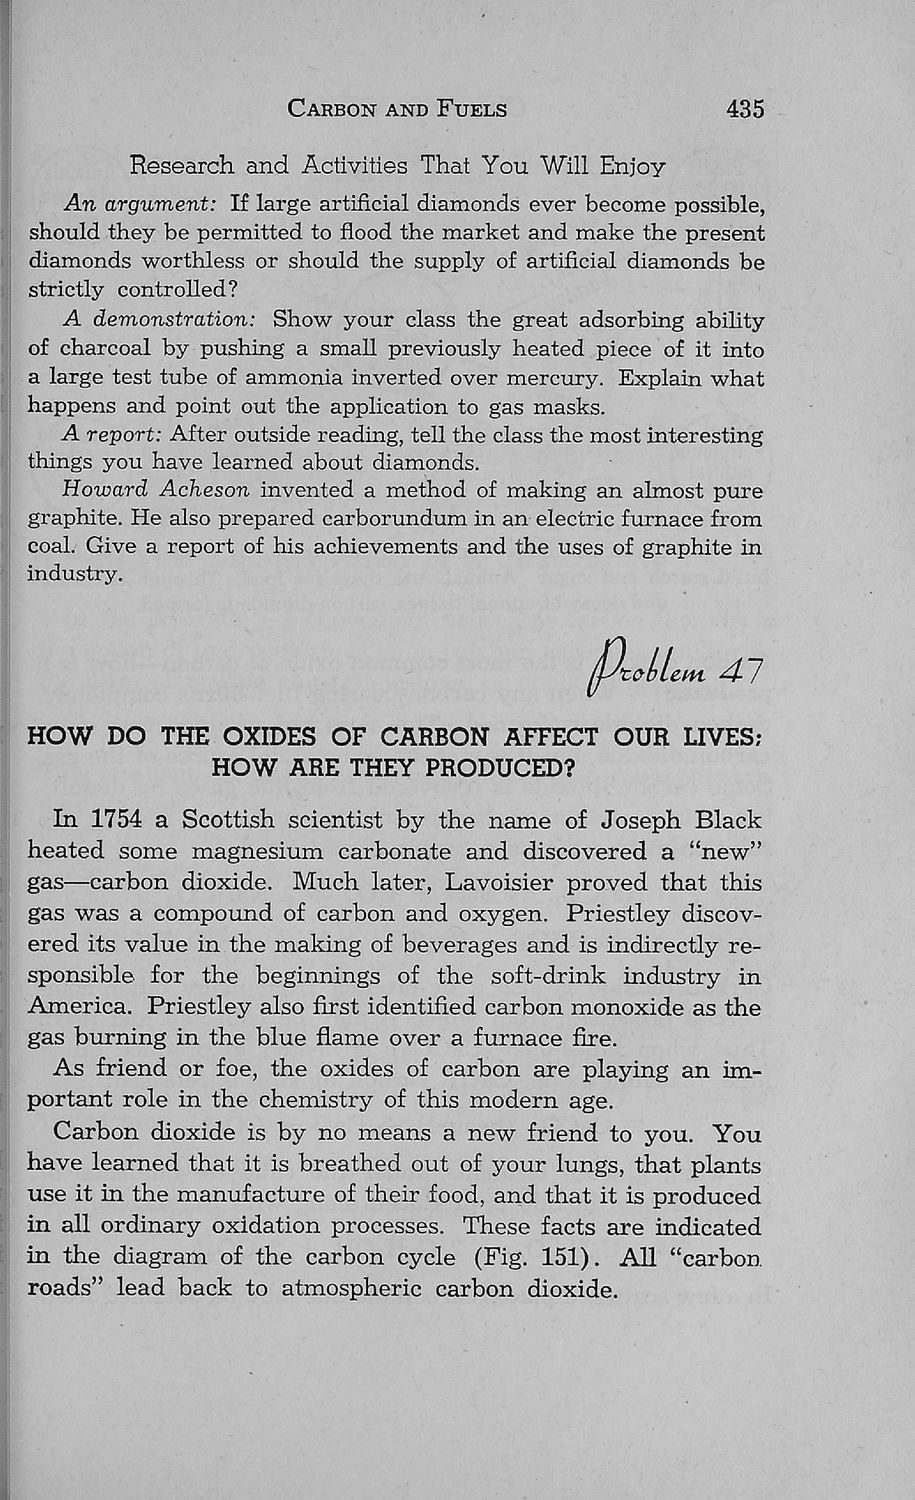 CARBON AND FUELS 435
Research and Activities That You Will Enjoy
An argument: If large artificial diamonds ever become possible,
should they be permitted to flood the market and make the present
diamonds worthless or should the supply of artificial diamonds be
strictly controlled?
A demonstration: Show your class the great adsorbing ability
of charcoal by pushing a small previously heated piece of it into
a large test tube of ammonia inverted over mercury. Explain what
happens and point out the application to gas masks.
A report: After outside reading, tell the class the most interesting
things you have learned about diamonds.
Howard Acheson invented a method of making an almost pure
graphite. He also prepared carborundum in an electric furnace from
coal. Give a report of his achievements and the uses of graphite in
industry.
Problem 47
HOW DO THE OXIDES OF CARBON AFFECT OUR LIVES;
HOW ARE THEY PRODUCED?
In 1754 a Scottish scientist by the name of Joseph Black
heated some magnesium carbonate and discovered a “new”
gas—carbon dioxide. Much later, Lavoisier proved that this
gas was a compound of carbon and oxygen. Priestley discov-
ered its value in the making of beverages and is indirectly re-
sponsible for the beginnings of the soft-drink industry in
America. Priestley also first identified carbon monoxide as the
gas burning in the blue flame over a furnace fire.
As friend or foe, the oxides of carbon are playing an im-
portant role in the chemistry of this modern age.
Carbon dioxide is by no means a new friend to you. You
have learned that it is breathed out of your lungs, that plants
use it in the manufacture of their food, and that it is produced
in all ordinary oxidation processes. These facts are indicated
in the diagram of the carbon cycle (Fig. 151). All “carbon
roads” lead back to atmospheric carbon dioxide.